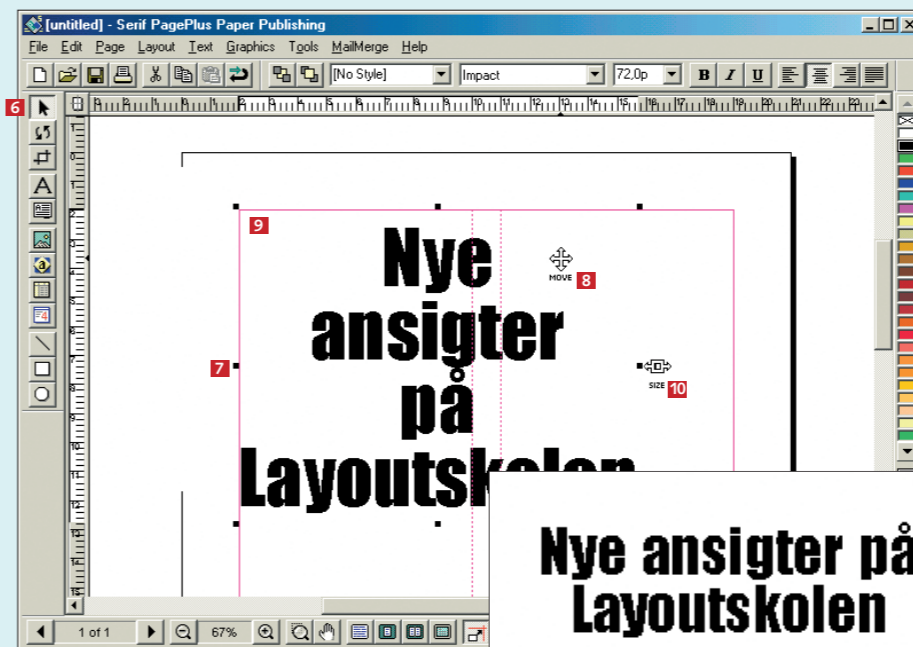 [untitled] - Serif PagePlus Paper Publishing
File Edit Page Layout Text Graphics Tools MailMerge Help
[No Style] Impact 72,0p B I U
6
9
Nye
ansigter
på
Layoutskolen
MOVE 8
7
SIZE 10
Nye ansigter på
Layoutskolen
1 of 1 67%